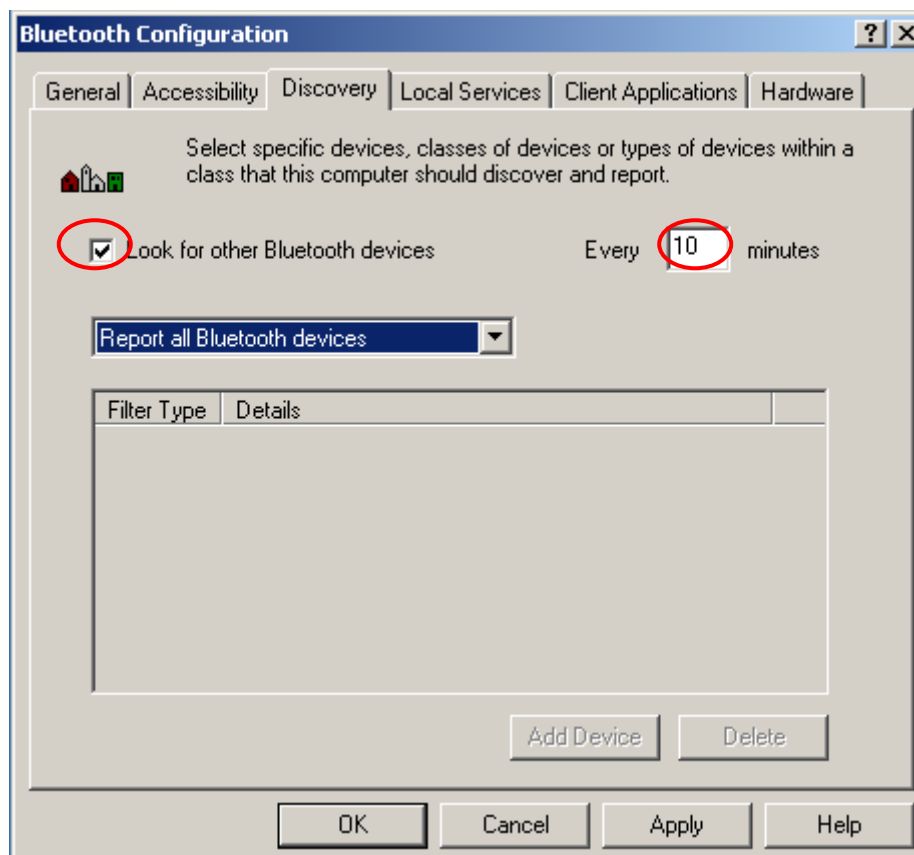 Bluetooth Configuration
General Accessibility Discovery Local Services Client Applications Hardware
Select specific devices, classes of devices or types of devices within a
class that this computer should discover and report.
Look for other Bluetooth devices Every 10 minutes
Report all Bluetooth devices
Filter Type Details
Add Device Delete
OK Cancel Apply Help